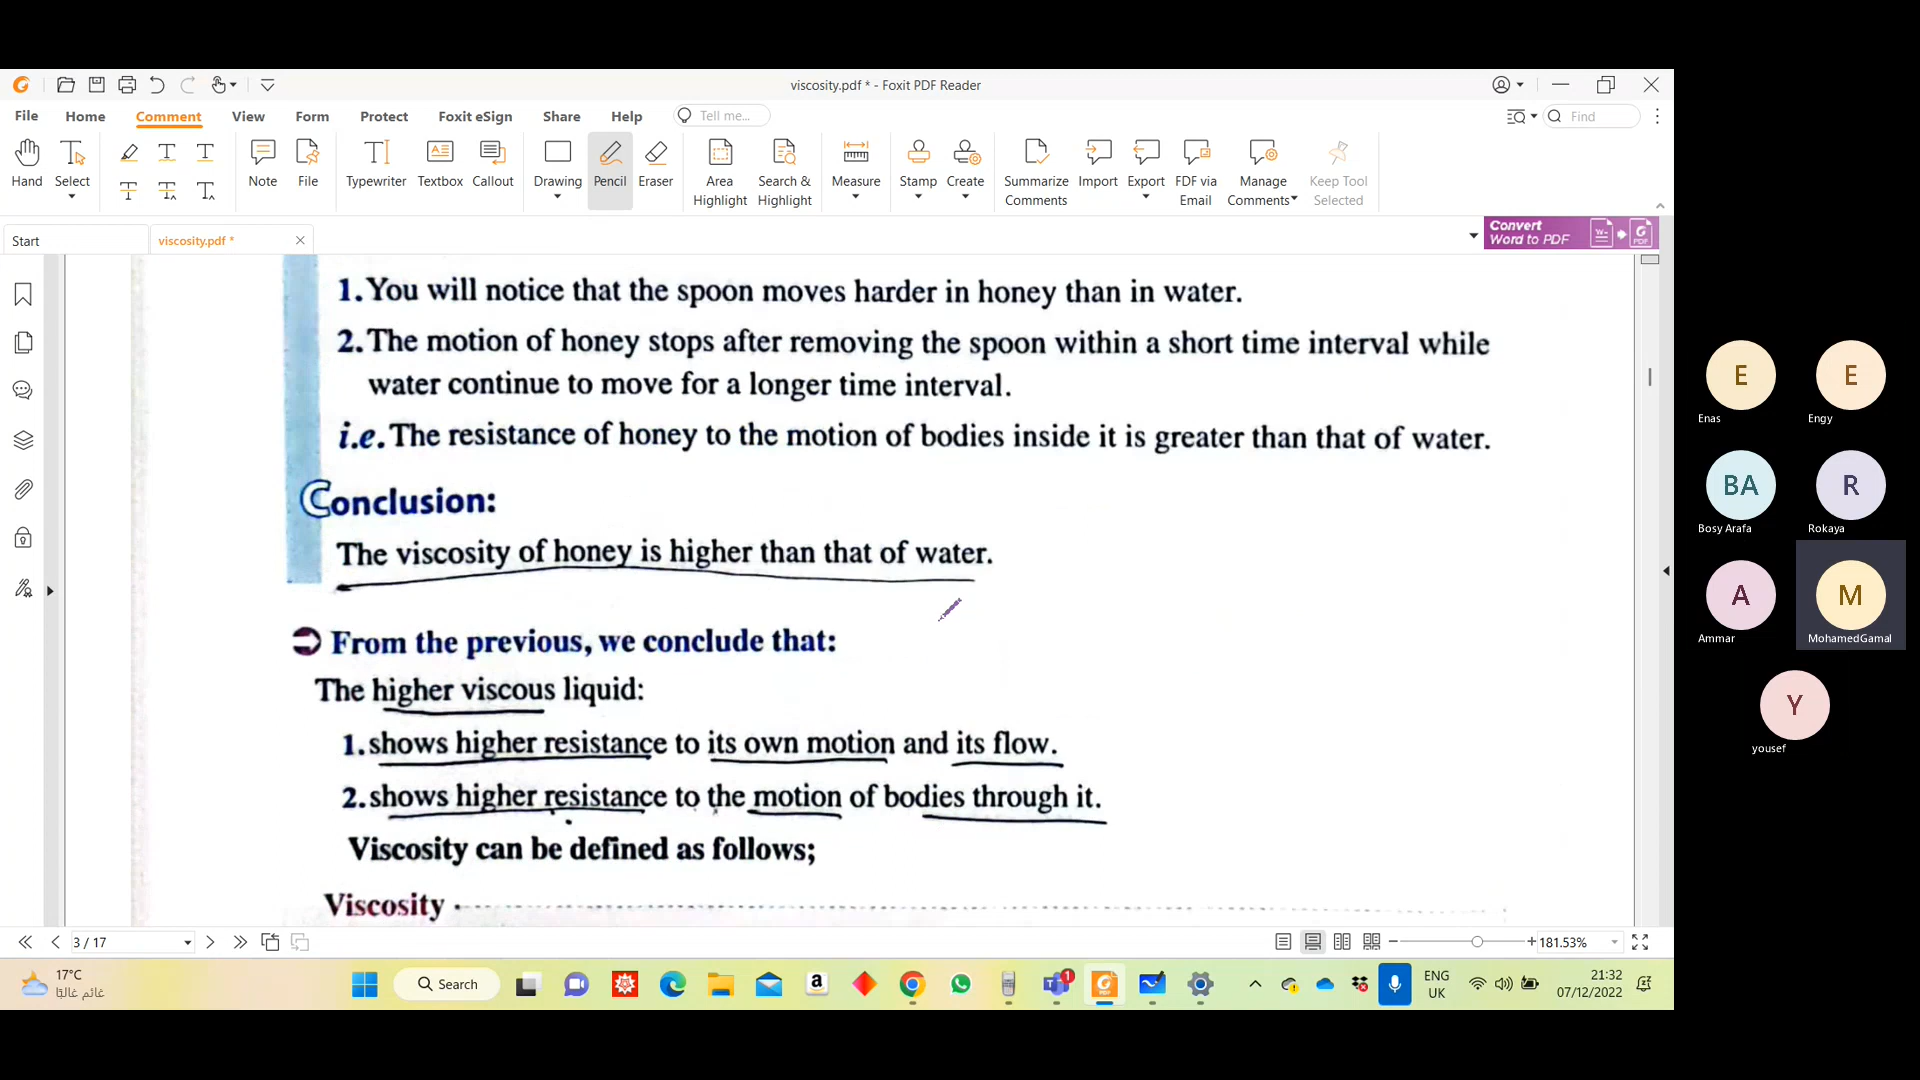 viscosity.pdf * - Foxit PDF Reader
File Home Comment View Form Protect Foxit eSign Share Help Tell me... Find
Hand Select Note File Typewriter Textbox Callout Drawing Pencil Eraser Area Highlight Search & Highlight Measure Stamp Create Summarize Comments Import Export FDF via Email Manage Comments Keep Tool Selected
Start viscosity.pdf *
Convert
Word to PDF
1. You will notice that the spoon moves harder in honey than in water.
2. The motion of honey stops after removing the spoon within a short time interval while
water continue to move for a longer time interval.
i.e. The resistance of honey to the motion of bodies inside it is greater than that of water.
Conclusion:
The viscosity of honey is higher than that of water.
From the previous, we conclude that:
The higher viscous liquid:
1. shows higher resistance to its own motion and its flow.
2. shows higher resistance to the motion of bodies through it.
Viscosity can be defined as follows;
Viscosity
3 / 17
181.53%
17°C
غائم غالبًا
Search
1
ENG
UK
21:32
07/12/2022
E E
Enas Engy
BA R
Bosy Arafa Rokaya
A M
Ammar MohamedGamal
Y
yousef